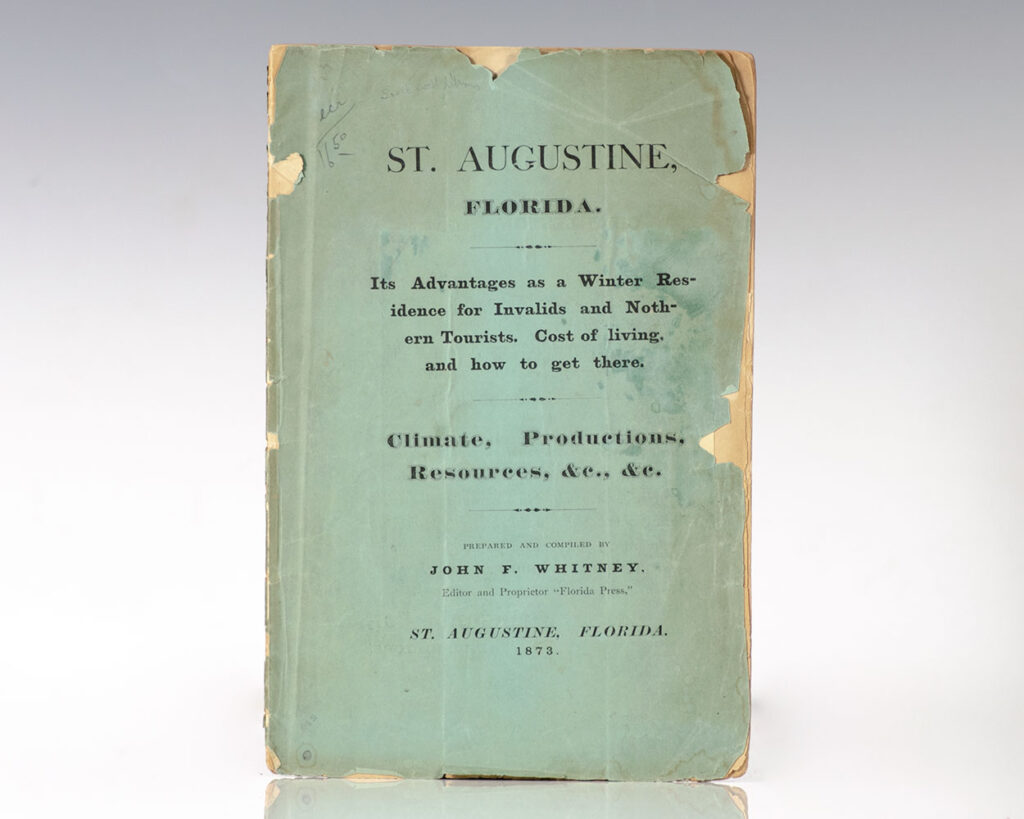 ST. AUGUSTINE,
FLORIDA.
Its Advantages as a Winter Res-
idence for Invalids and Noth-
ern Tourists. Cost of living,
and how to get there.
Climate, Productions,
Resources, &c., &c.
PREPARED AND COMPILED BY
JOHN F. WHITNEY.
Editor and Proprietor “Florida Press,”
ST. AUGUSTINE, FLORIDA.
1873.